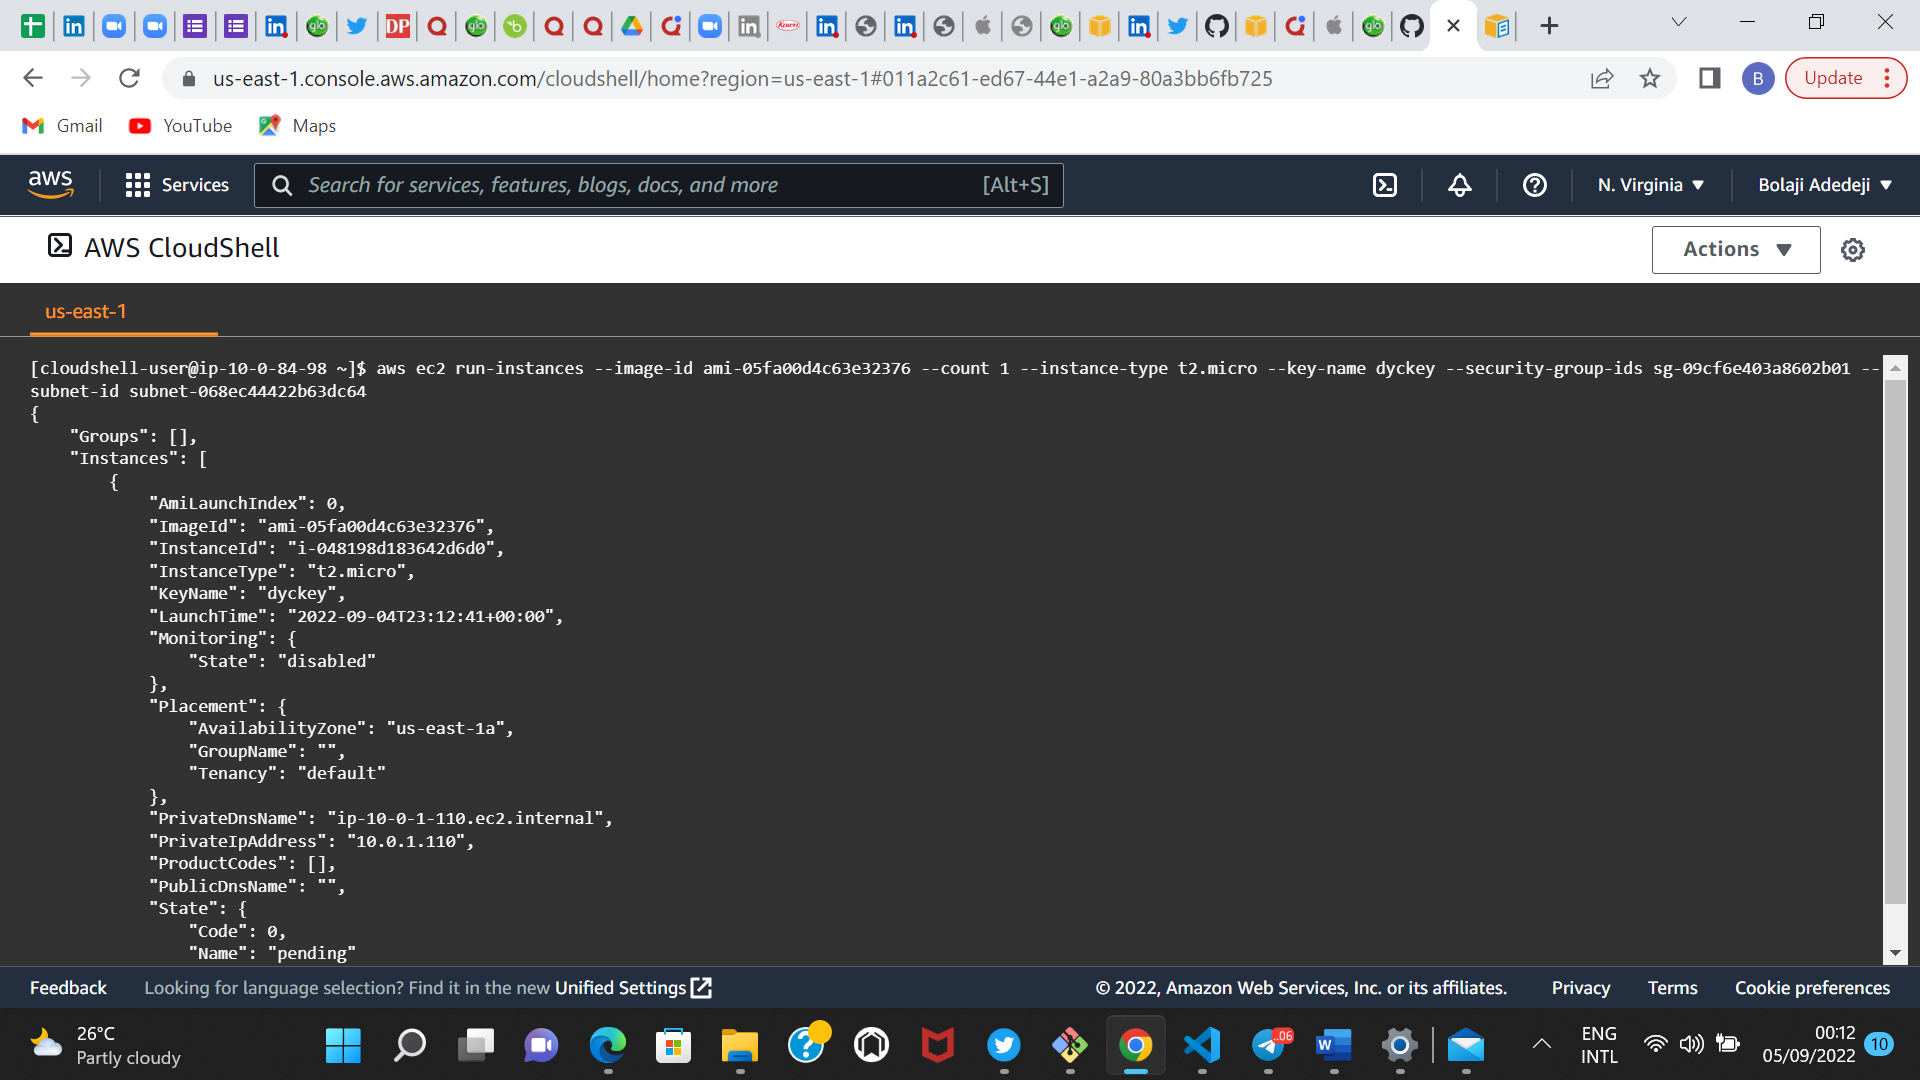 us-east-1.console.aws.amazon.com/cloudshell/home?region=us-east-1#011a2c61-ed67-44e1-a2a9-80a3bb6fb725
B
Update
Gmail
YouTube
Maps
aws
Services
Search for services, features, blogs, docs, and more
[Alt+S]
N. Virginia
Bolaji Adedeji
AWS CloudShell
Actions
us-east-1
[cloudshell-user@ip-10-0-84-98 ~]$ aws ec2 run-instances --image-id ami-05fa00d4c63e32376 --count 1 --instance-type t2.micro --key-name dyckey --security-group-ids sg-09cf6e403a8602b01 --
subnet-id subnet-068ec44422b63dc64
{
    "Groups": [],
    "Instances": [
        {
            "AmiLaunchIndex": 0,
            "ImageId": "ami-05fa00d4c63e32376",
            "InstanceId": "i-048198d183642d6d0",
            "InstanceType": "t2.micro",
            "KeyName": "dyckey",
            "LaunchTime": "2022-09-04T23:12:41+00:00",
            "Monitoring": {
                "State": "disabled"
            },
            "Placement": {
                "AvailabilityZone": "us-east-1a",
                "GroupName": "",
                "Tenancy": "default"
            },
            "PrivateDnsName": "ip-10-0-1-110.ec2.internal",
            "PrivateIpAddress": "10.0.1.110",
            "ProductCodes": [],
            "PublicDnsName": "",
            "State": {
                "Code": 0,
                "Name": "pending"
Feedback
Looking for language selection? Find it in the new Unified Settings
© 2022, Amazon Web Services, Inc. or its affiliates.
Privacy
Terms
Cookie preferences
26°C
Partly cloudy
ENG
INTL
00:12
05/09/2022
10